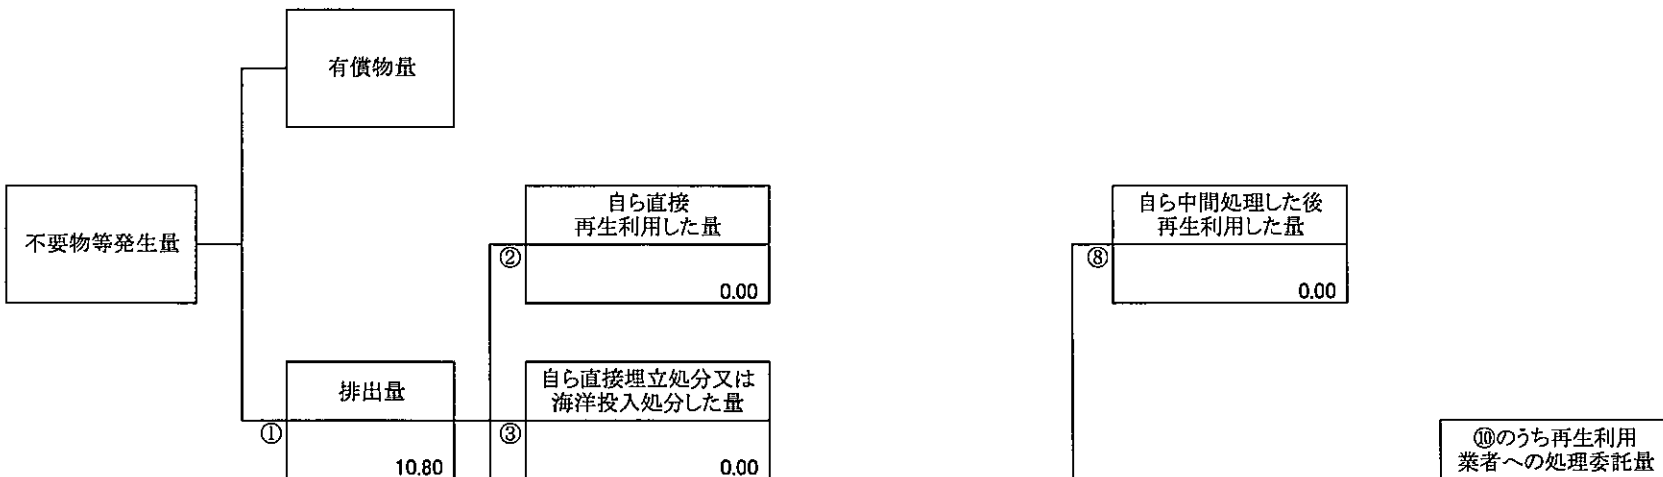 有償物量
不要物等発生量
自ら直接
再生利用した量
②
0.00
自ら中間処理した後
再生利用した量
⑧
0.00
排出量
①
10.80
自ら直接埋立処分又は
海洋投入処分した量
③
0.00
⑩のうち再生利用
業者への処理委託量